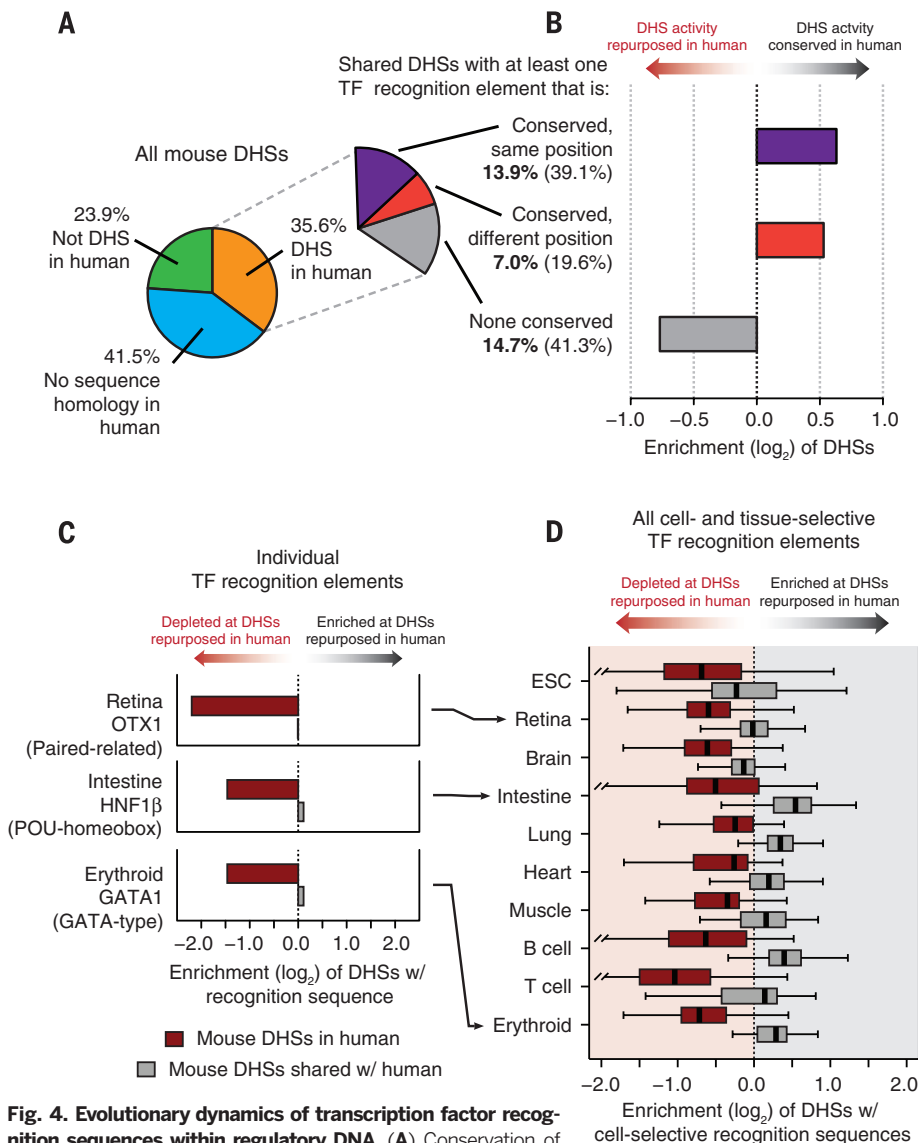 A
All mouse DHSs
23.9%
Not DHS
in human
35.6%
DHS
in human
41.5%
No sequence
homology in
human
Shared DHSs with at least one
TF recognition element that is:
Conserved,
same position
13.9% (39.1%)
Conserved,
different position
7.0% (19.6%)
None conserved
14.7% (41.3%)
B
DHS activity
repurposed in human
DHS activity
conserved in human
−1.0 −0.5 0.0 0.5 1.0
Enrichment (log2) of DHSs
C
Individual
TF recognition elements
Depleted at DHSs
repurposed in human
Enriched at DHSs
repurposed in human
Retina
OTX1
(Paired-related)
Intestine
HNF1β
(POU-homeobox)
Erythroid
GATA1
(GATA-type)
-2.0 -1.0 0.0 1.0 2.0
Enrichment (log2) of DHSs w/
recognition sequence
Mouse DHSs in human
Mouse DHSs shared w/ human
D
All cell- and tissue-selective
TF recognition elements
Depleted at DHSs
repurposed in human
Enriched at DHSs
repurposed in human
ESC
Retina
Brain
Intestine
Lung
Heart
Muscle
B cell
T cell
Erythroid
−2.0 −1.0 0.0 1.0 2.0
Enrichment (log2) of DHSs w/
cell-selective recognition sequences
Fig. 4. Evolutionary dynamics of transcription factor recog-
nition sequences within regulatory DNA. (A) Conservation of